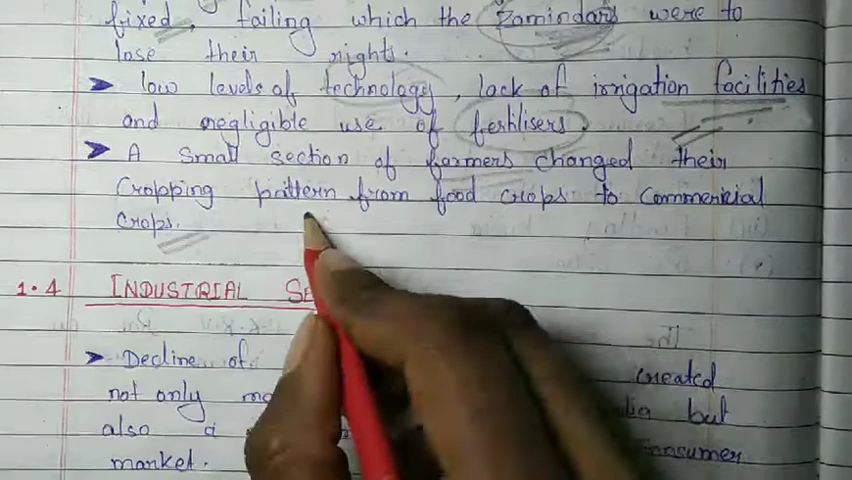 fixed, failing which the zamindars were to
lose their rights.
➤ low levels of technology, lack of irrigation facilities
and negligible use of fertilisers.
➤ A small section of farmers changed their
cropping pattern from food crops to commericial
crops.
1.4 INDUSTRIAL
➤ Decline of created
not only but
also a consumer
market.